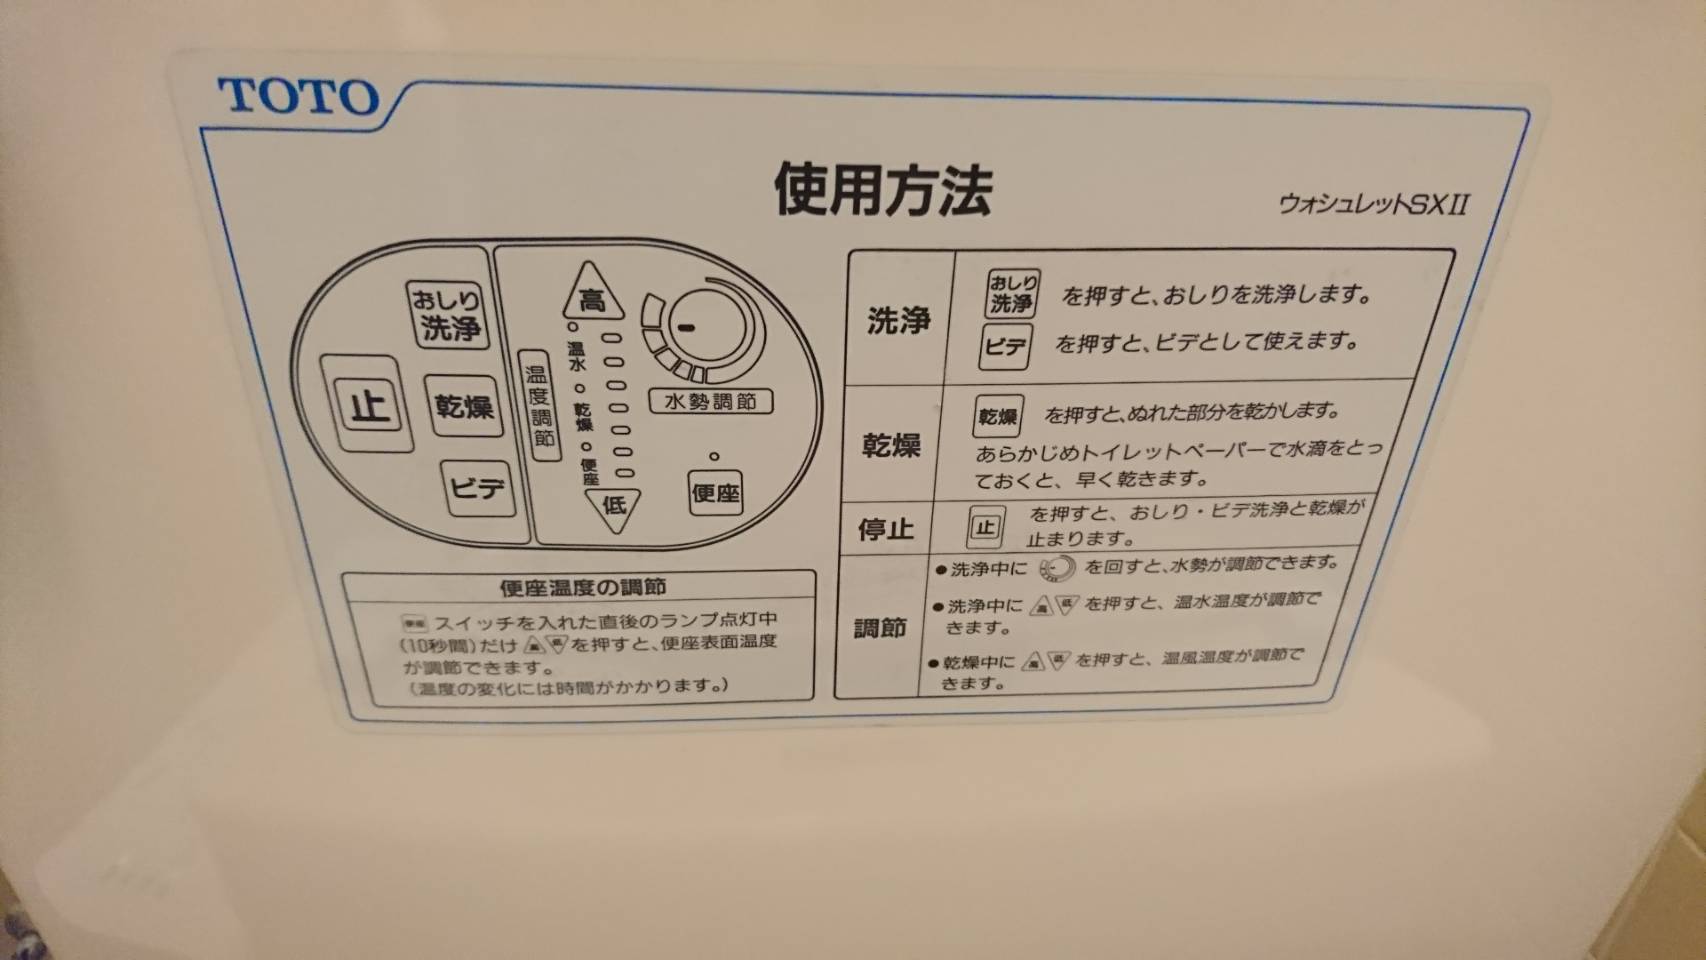 TOTO
使用方法
ウォシュレットSXII
おしり
洗浄
止
乾燥
ビデ
温度調節
高
温水
乾燥
便座
低
水勢調節
便座
便座温度の調節
便座 スイッチを入れた直後のランプ点灯中
(10秒間)だけ 高 低 を押すと、便座表面温度
が調節できます。
(温度の変化には時間がかかります。)
洗浄
おしり
洗浄 を押すと、おしりを洗浄します。
ビデ を押すと、ビデとして使えます。
乾燥
乾燥 を押すと、ぬれた部分を乾かします。
あらかじめトイレットペーパーで水滴をとっ
ておくと、早く乾きます。
停止
止 を押すと、おしり・ビデ洗浄と乾燥が
止まります。
調節
●洗浄中に を回すと、水勢が調節できます。
●洗浄中に 高 低 を押すと、温水温度が調節で
きます。
●乾燥中に 高 低 を押すと、温風温度が調節で
きます。